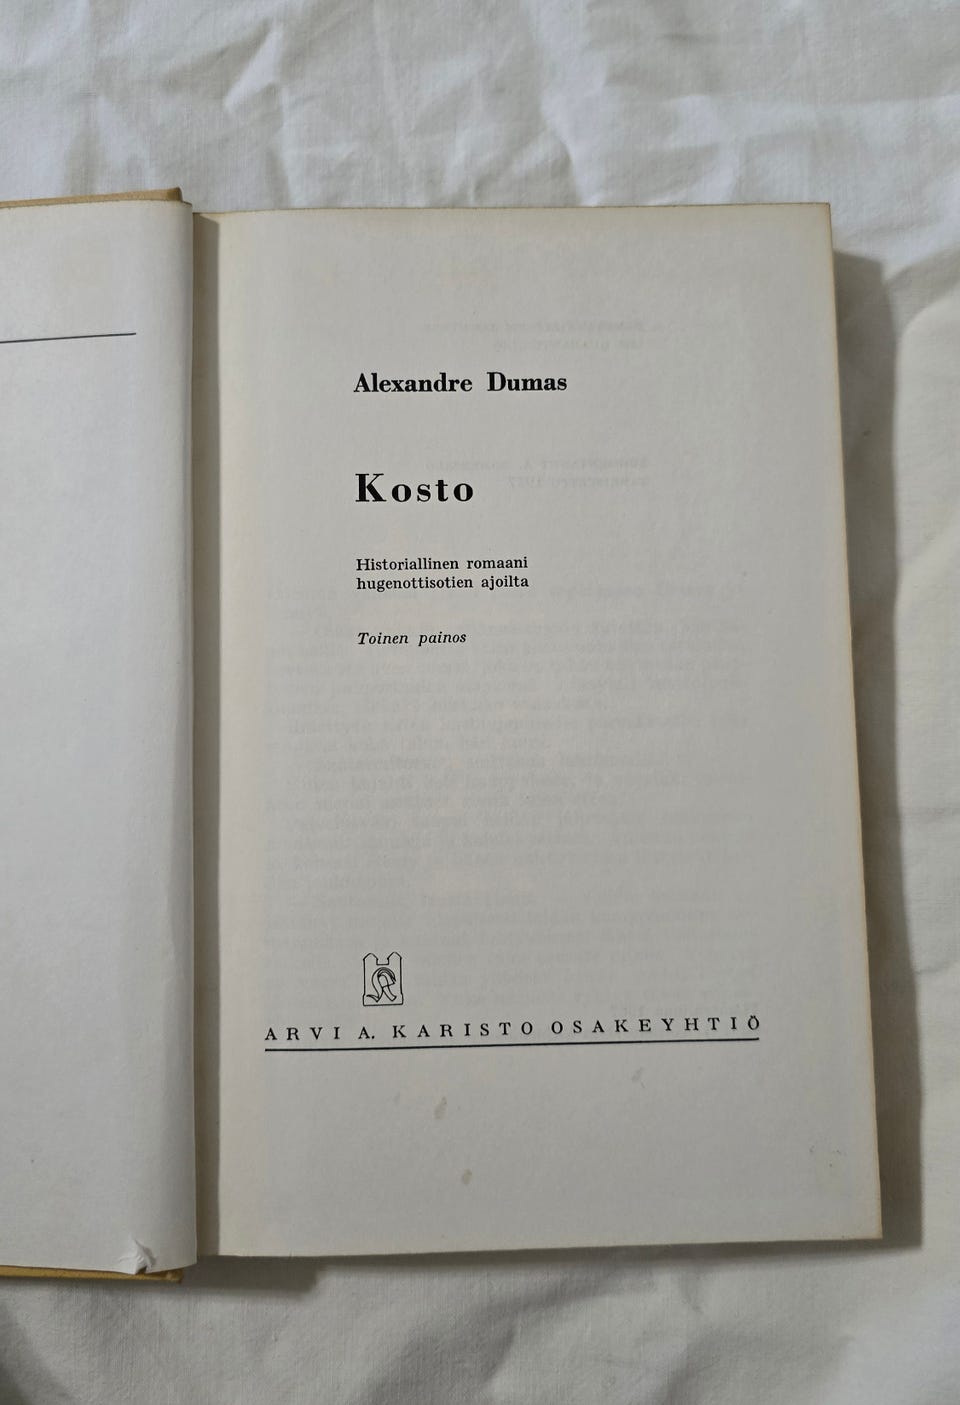 Alexandre Dumas
Kosto
Historiallinen romaani
hugenottisotien ajoilta
Toinen painos
ARVI A. KARISTO OSAKEYHTIÖ